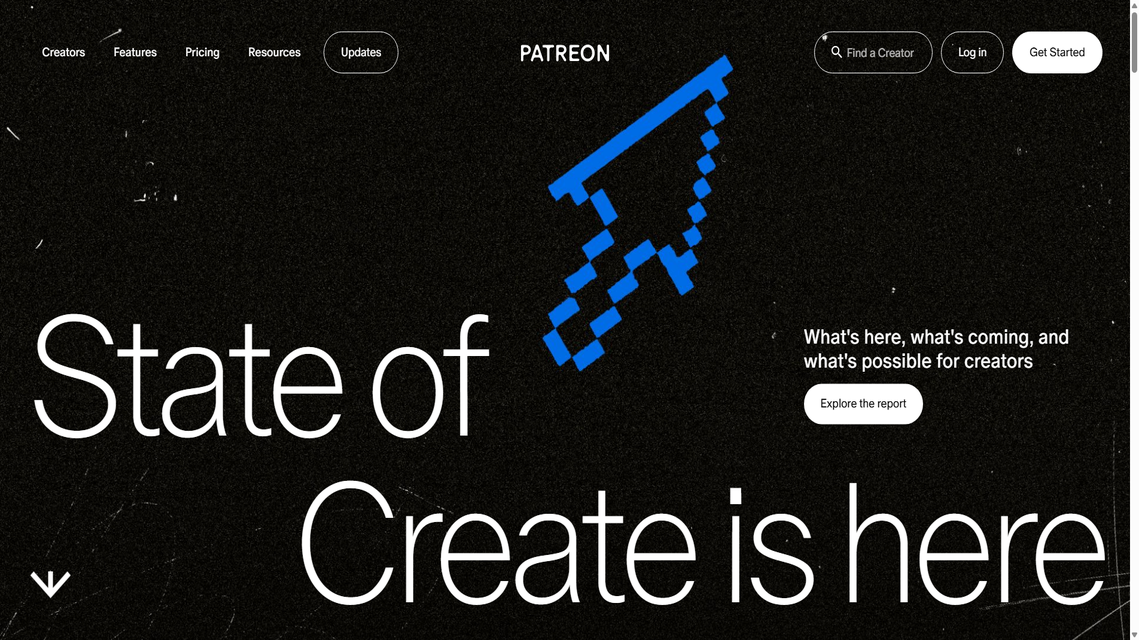 Creators
Features
Pricing
Resources
Updates
PATREON
Find a Creator
Log in
Get Started
State of
Create is here
What's here, what's coming, and
what's possible for creators
Explore the report